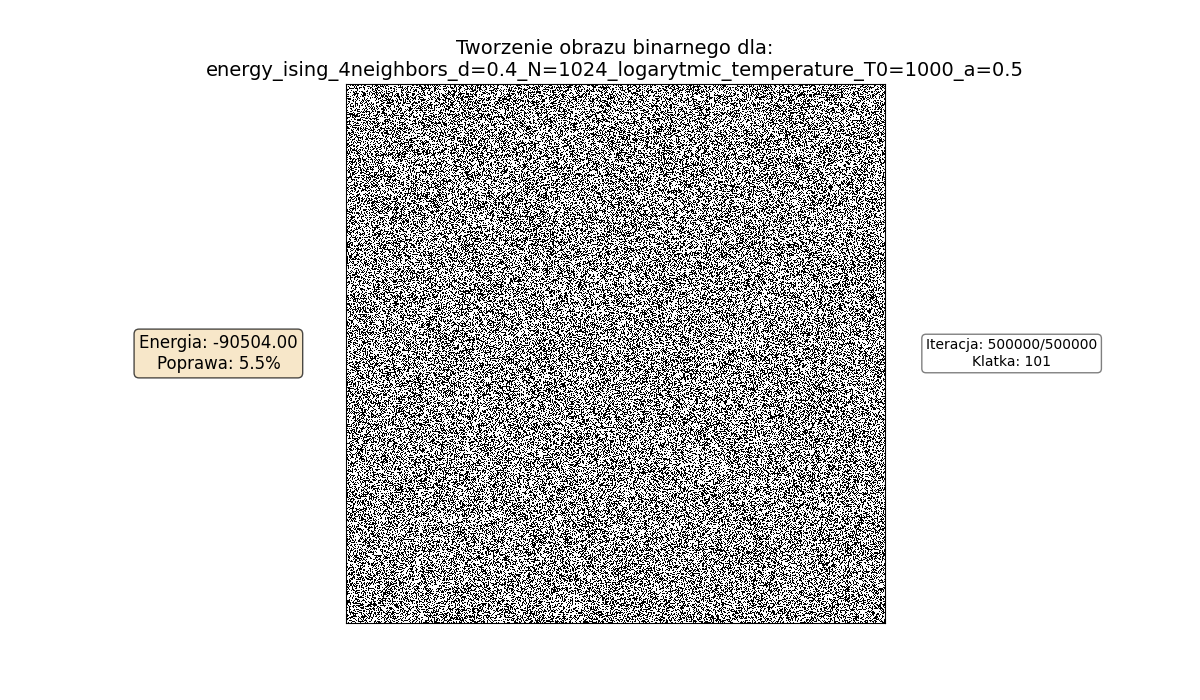 Tworzenie obrazu binarnego dla:
energy_ising_4neighbors_d=0.4_N=1024_logarytmic_temperature_T0=1000_a=0.5
Energia: -90504.00
Poprawa: 5.5%
Iteracja: 500000/500000
Klatka: 101